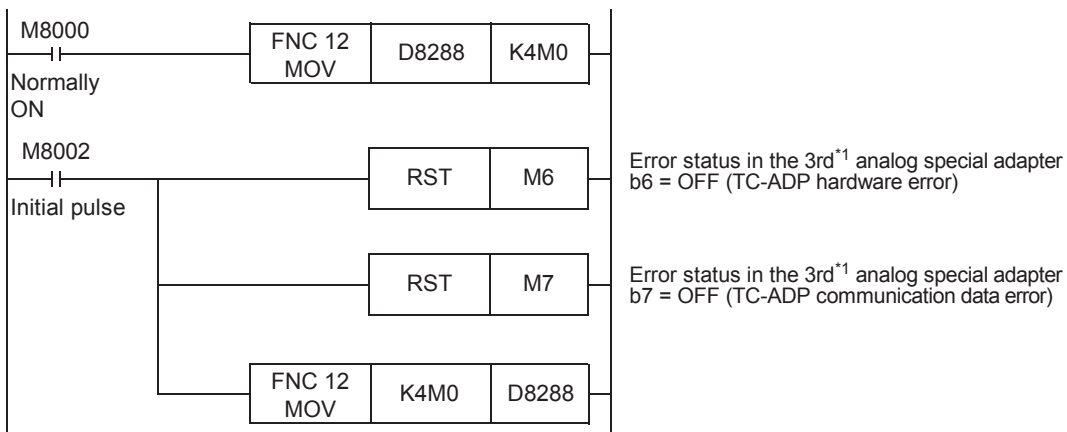 M8000
FNC 12
MOV
D8288
K4M0
Normally
ON
M8002
RST
M6
Error status in the 3rd*1 analog special adapter
b6 = OFF (TC-ADP hardware error)
Initial pulse
RST
M7
Error status in the 3rd*1 analog special adapter
b7 = OFF (TC-ADP communication data error)
FNC 12
MOV
K4M0
D8288